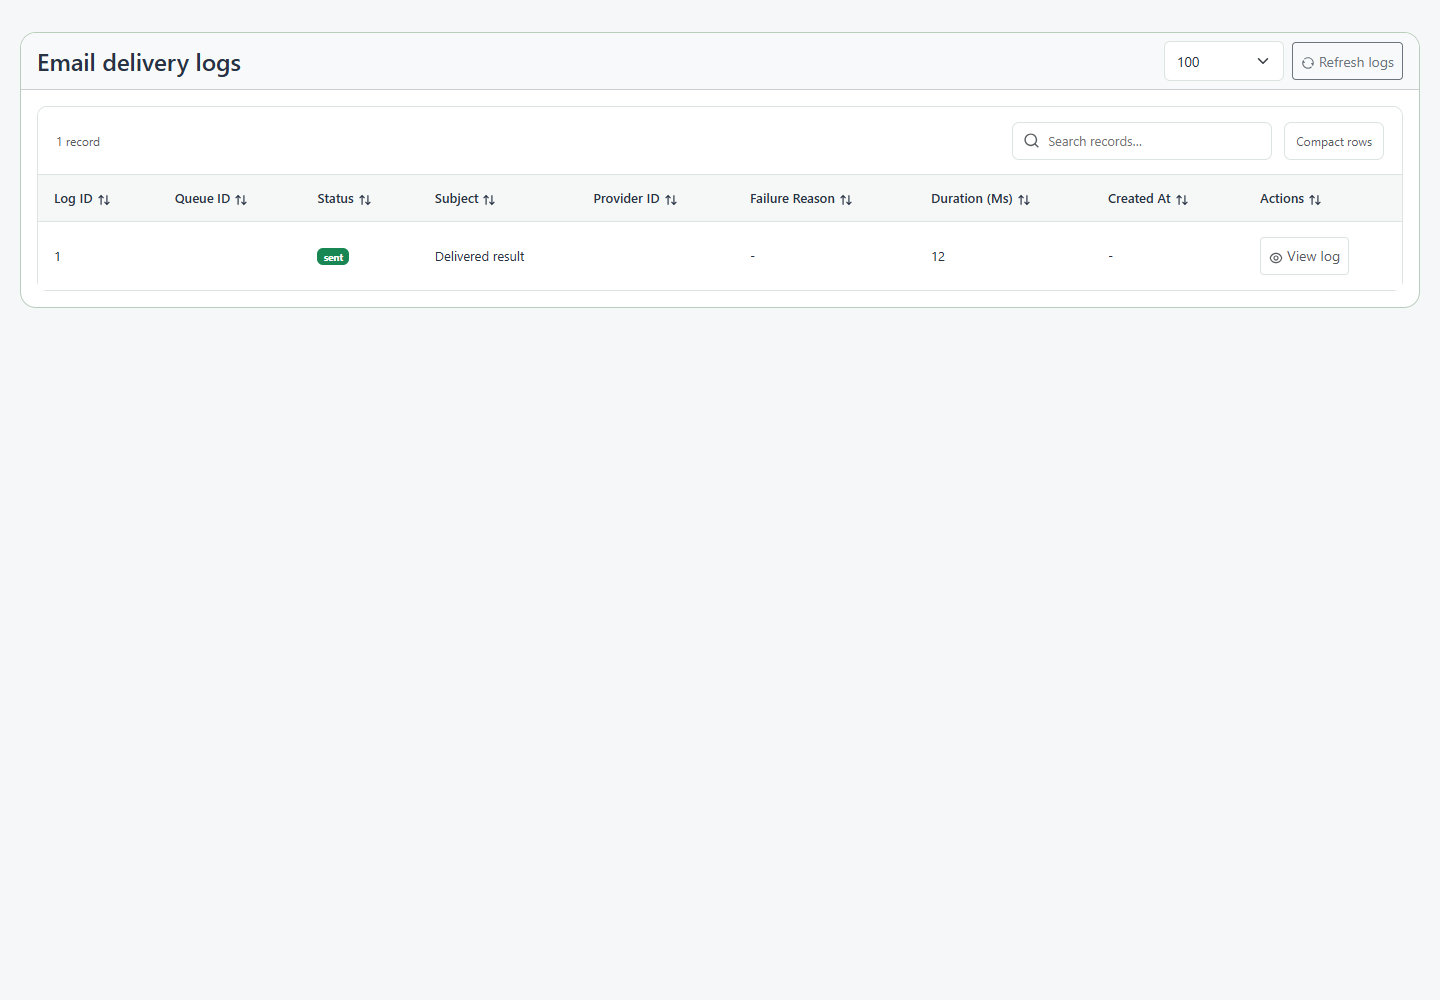 Email delivery logs
100
Refresh logs
1 record
Search records...
Compact rows
Log ID Queue ID Status Subject Provider ID Failure Reason Duration (Ms) Created At Actions
1 sent Delivered result - 12 - View log